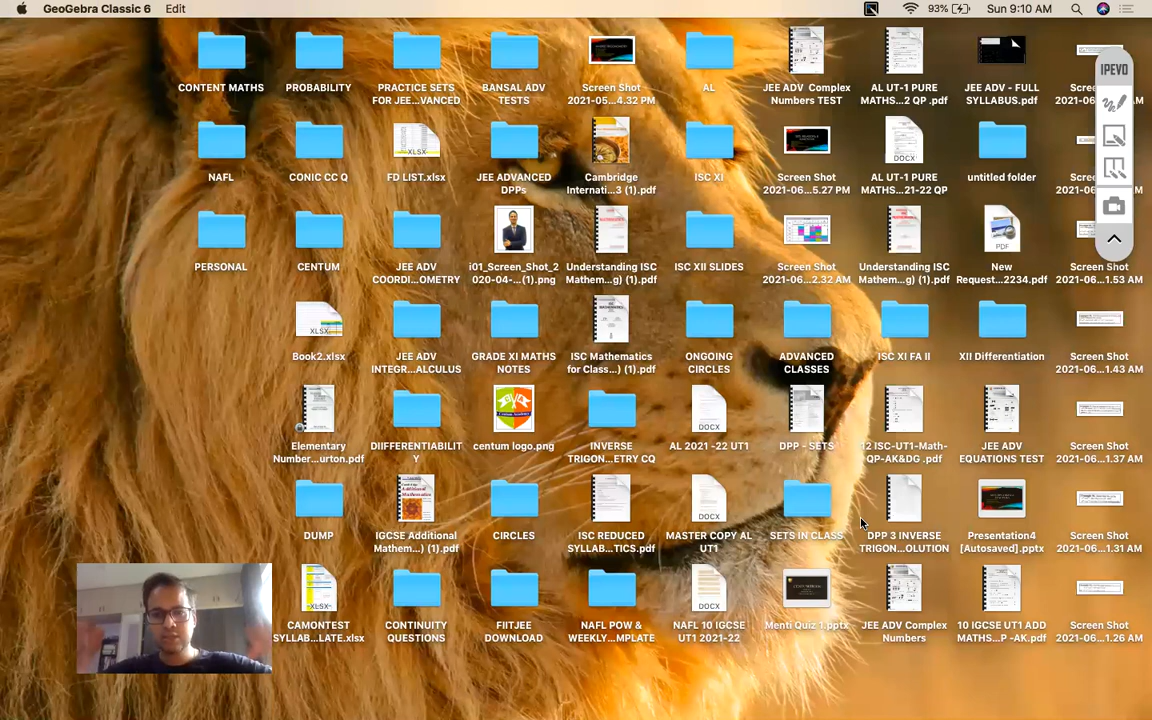 GeoGebra Classic 6 Edit 93% Sun 9:10 AM
CONTENT MATHS
PROBABILITY
PRACTICE SETS
FOR JEE...VANCED
BANSAL ADV
TESTS
Screen Shot
2021-05...4.32 PM
AL
JEE ADV Complex
Numbers TEST
AL UT-1 PURE
MATHS...2 QP .pdf
JEE ADV - FULL
SYLLABUS.pdf
IPEVO
NAFL
CONIC CC Q
XLSX
FD LIST.xlsx
JEE ADVANCED
DPPs
Cambridge
Internati...3 (1).pdf
ISC XI
Screen Shot
2021-06...5.27 PM
DOCX
AL UT-1 PURE
MATHS...21-22 QP
untitled folder
PERSONAL
CENTUM
JEE ADV
COORDI...OMETRY
i01_Screen_Shot_2
020-04-...(1).png
Understanding ISC
Mathem...g) (1).pdf
ISC XII SLIDES
Screen Shot
2021-06...2.32 AM
Understanding ISC
Mathem...g) (1).pdf
PDF
New
Request...2234.pdf
Screen Shot
2021-06...1.53 AM
XLSX
Book2.xlsx
JEE ADV
INTEGR...ALCULUS
GRADE XI MATHS
NOTES
ISC Mathematics
for Class...) (1).pdf
ONGOING
CIRCLES
ADVANCED
CLASSES
ISC XI FA II
XII Differentiation
Screen Shot
2021-06...1.43 AM
Elementary
Number...urton.pdf
DIIFFERENTIABILIT
Y
centum logo.png
INVERSE
TRIGON...ETRY CQ
DOCX
AL 2021 -22 UT1
DPP - SETS
12 ISC-UT1-Math-
QP-AK&DG .pdf
JEE ADV
EQUATIONS TEST
Screen Shot
2021-06...1.37 AM
DUMP
IGCSE Additional
Mathem...) (1).pdf
CIRCLES
ISC REDUCED
SYLLAB...TICS.pdf
DOCX
MASTER COPY AL
UT1
SETS IN CLASS
DPP 3 INVERSE
TRIGON...OLUTION
Presentation4
[Autosaved].pptx
Screen Shot
2021-06...1.31 AM
XLSX
CAMONTEST
SYLLAB...LATE.xlsx
CONTINUITY
QUESTIONS
FIITJEE
DOWNLOAD
NAFL POW &
WEEKLY...MPLATE
DOCX
NAFL 10 IGCSE
UT1 2021-22
Menti Quiz 1.pptx
JEE ADV Complex
Numbers
10 IGCSE UT1 ADD
MATHS...P -AK.pdf
Screen Shot
2021-06...1.26 AM